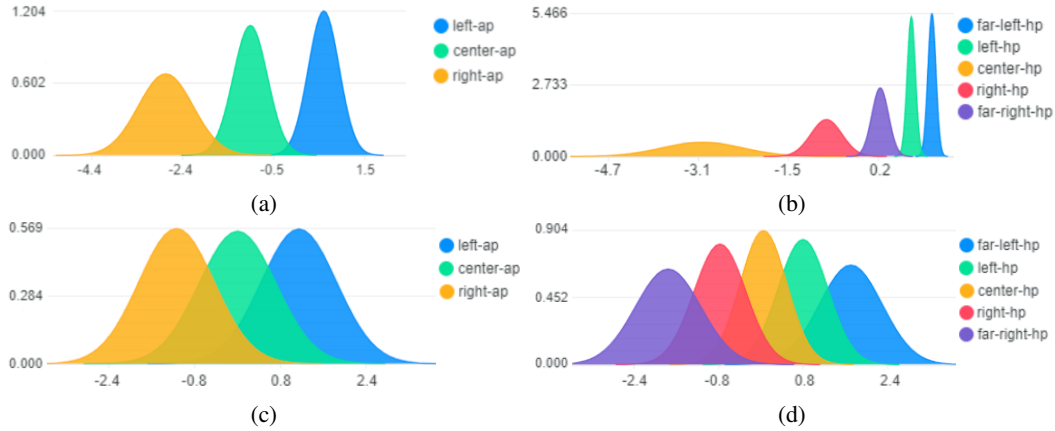 1.204
0.602
0.000
-4.4 -2.4 -0.5 1.5
left-ap
center-ap
right-ap
(a)
5.466
2.733
0.000
-4.7 -3.1 -1.5 0.2
far-left-hp
left-hp
center-hp
right-hp
far-right-hp
(b)
0.569
0.284
0.000
-2.4 -0.8 0.8 2.4
left-ap
center-ap
right-ap
(c)
0.904
0.452
0.000
-2.4 -0.8 0.8 2.4
far-left-hp
left-hp
center-hp
right-hp
far-right-hp
(d)